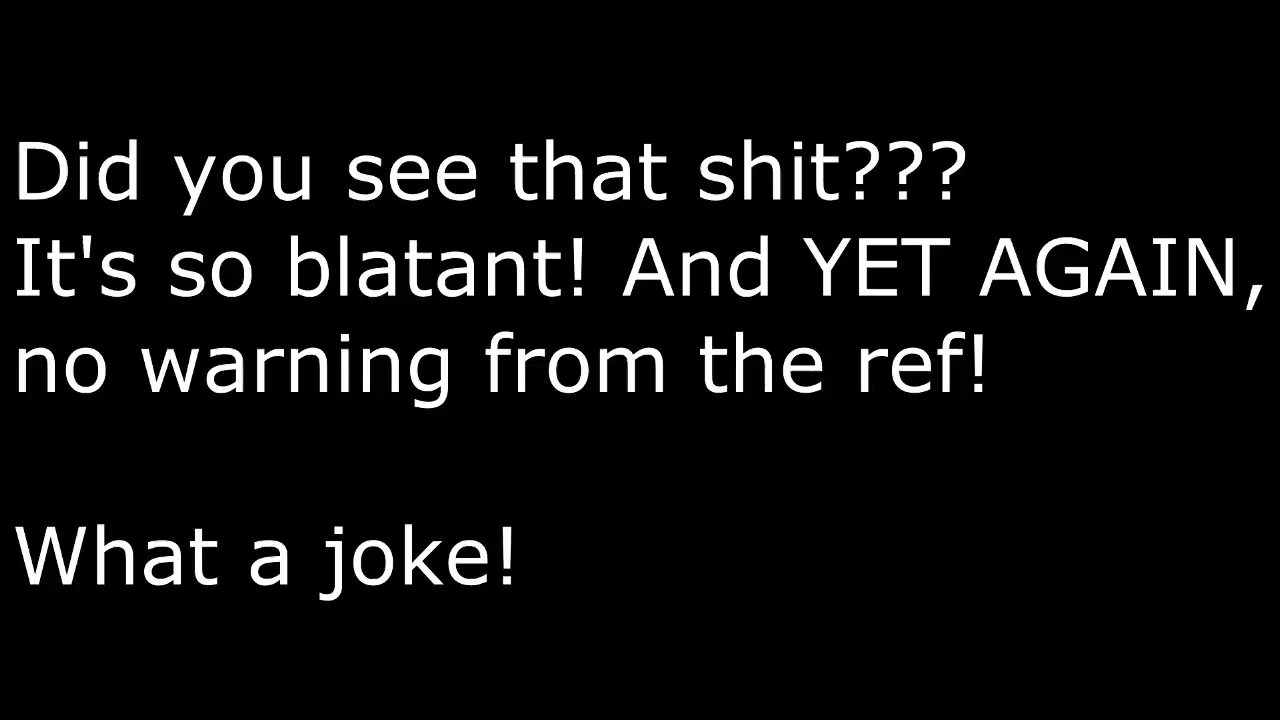 Did you see that shit???
It's so blatant! And YET AGAIN,
no warning from the ref!
What a joke!